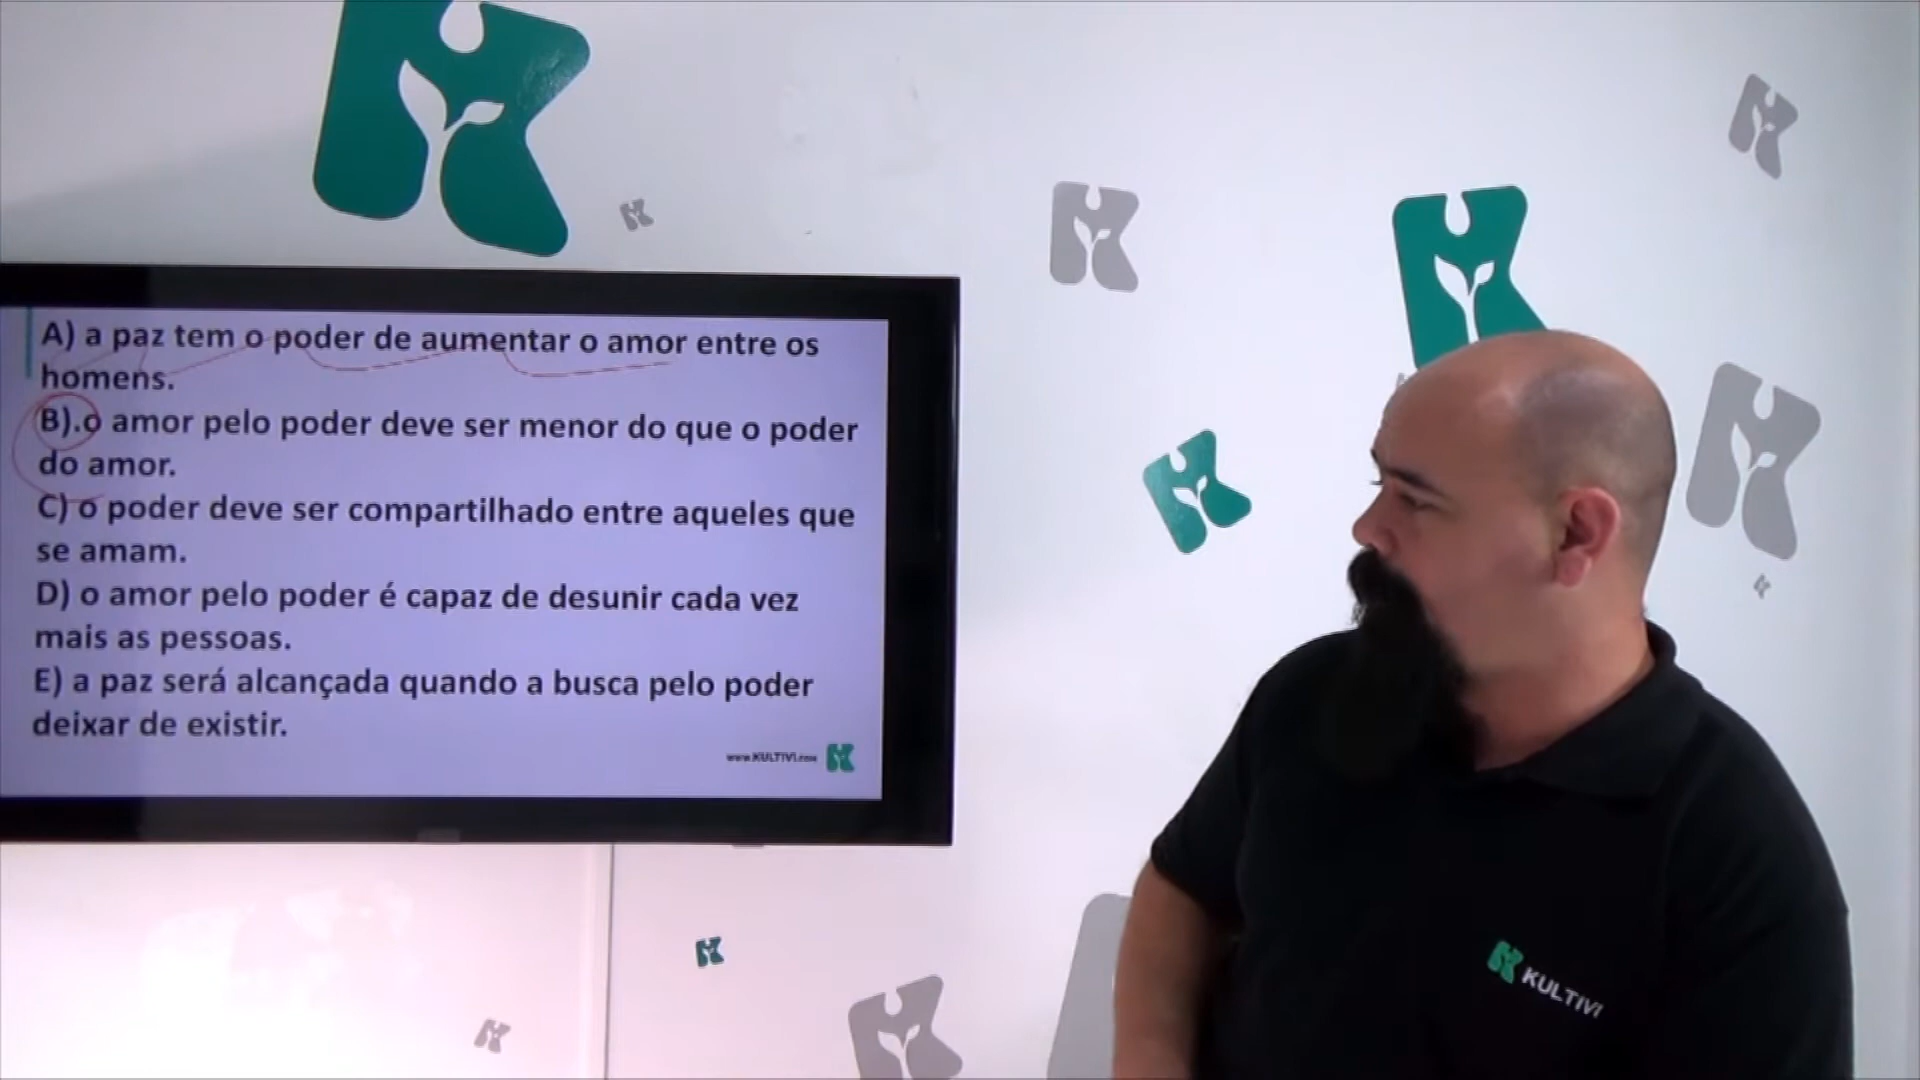 A) a paz tem o poder de aumentar o amor entre os
homens.
B).o amor pelo poder deve ser menor do que o poder
do amor.
C) o poder deve ser compartilhado entre aqueles que
se amam.
D) o amor pelo poder é capaz de desunir cada vez
mais as pessoas.
E) a paz será alcançada quando a busca pelo poder
deixar de existir.
www.KULTIVI.com
KULTIVI